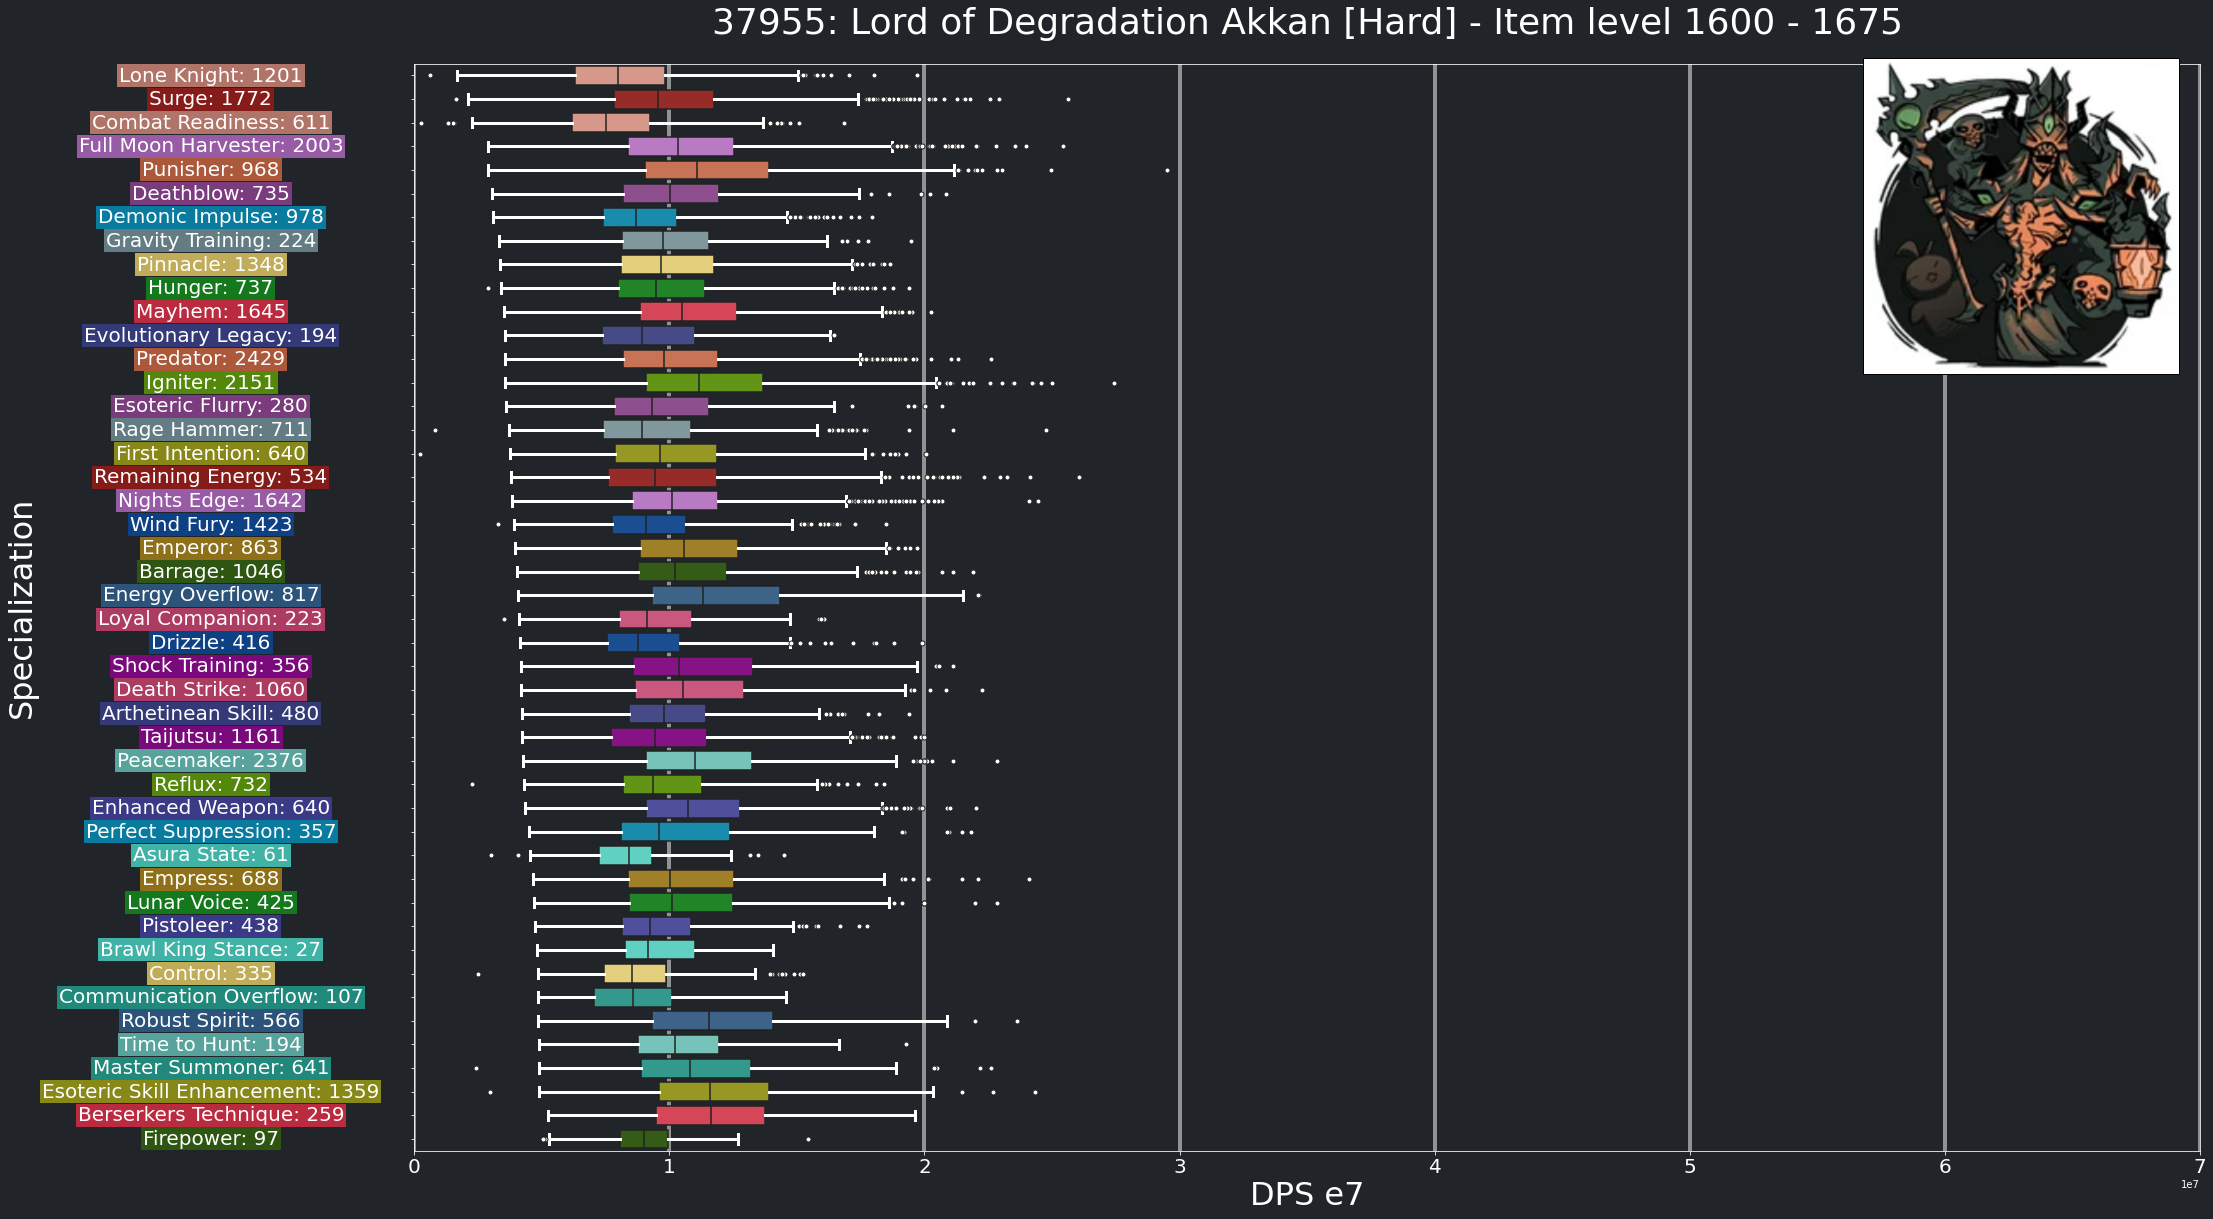 37955: Lord of Degradation Akkan [Hard] - Item level 1600 - 1675
Specialization
Lone Knight: 1201
Surge: 1772
Combat Readiness: 611
Full Moon Harvester: 2003
Punisher: 968
Deathblow: 735
Demonic Impulse: 978
Gravity Training: 224
Pinnacle: 1348
Hunger: 737
Mayhem: 1645
Evolutionary Legacy: 194
Predator: 2429
Igniter: 2151
Esoteric Flurry: 280
Rage Hammer: 711
First Intention: 640
Remaining Energy: 534
Nights Edge: 1642
Wind Fury: 1423
Emperor: 863
Barrage: 1046
Energy Overflow: 817
Loyal Companion: 223
Drizzle: 416
Shock Training: 356
Death Strike: 1060
Arthetinean Skill: 480
Taijutsu: 1161
Peacemaker: 2376
Reflux: 732
Enhanced Weapon: 640
Perfect Suppression: 357
Asura State: 61
Empress: 688
Lunar Voice: 425
Pistoleer: 438
Brawl King Stance: 27
Control: 335
Communication Overflow: 107
Robust Spirit: 566
Time to Hunt: 194
Master Summoner: 641
Esoteric Skill Enhancement: 1359
Berserkers Technique: 259
Firepower: 97
0 1 2 3 4 5 6 7
1e7
DPS e7